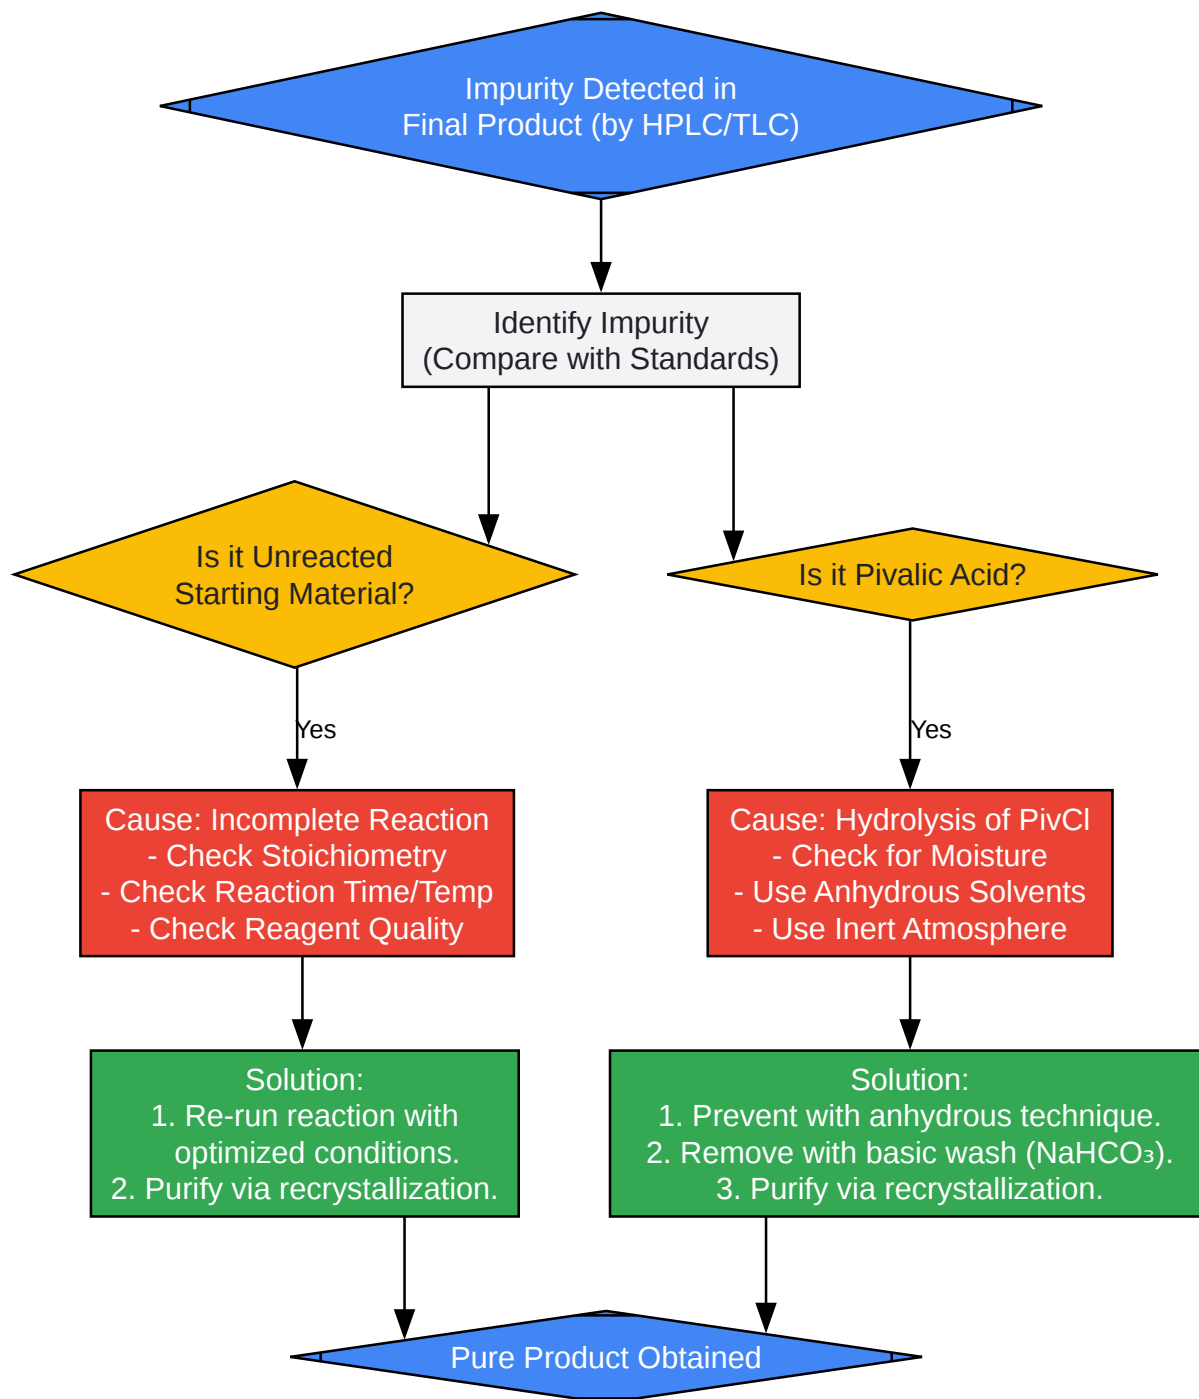 Impurity Detected in
Final Product (by HPLC/TLC)
Identify Impurity
(Compare with Standards)
Is it Unreacted
Starting Material?
Is it Pivalic Acid?
Yes
Yes
Cause: Incomplete Reaction
- Check Stoichiometry
- Check Reaction Time/Temp
- Check Reagent Quality
Cause: Hydrolysis of PivCl
- Check for Moisture
- Use Anhydrous Solvents
- Use Inert Atmosphere
Solution:
1. Re-run reaction with
optimized conditions.
2. Purify via recrystallization.
Solution:
1. Prevent with anhydrous technique.
2. Remove with basic wash (NaHCO₃).
3. Purify via recrystallization.
Pure Product Obtained